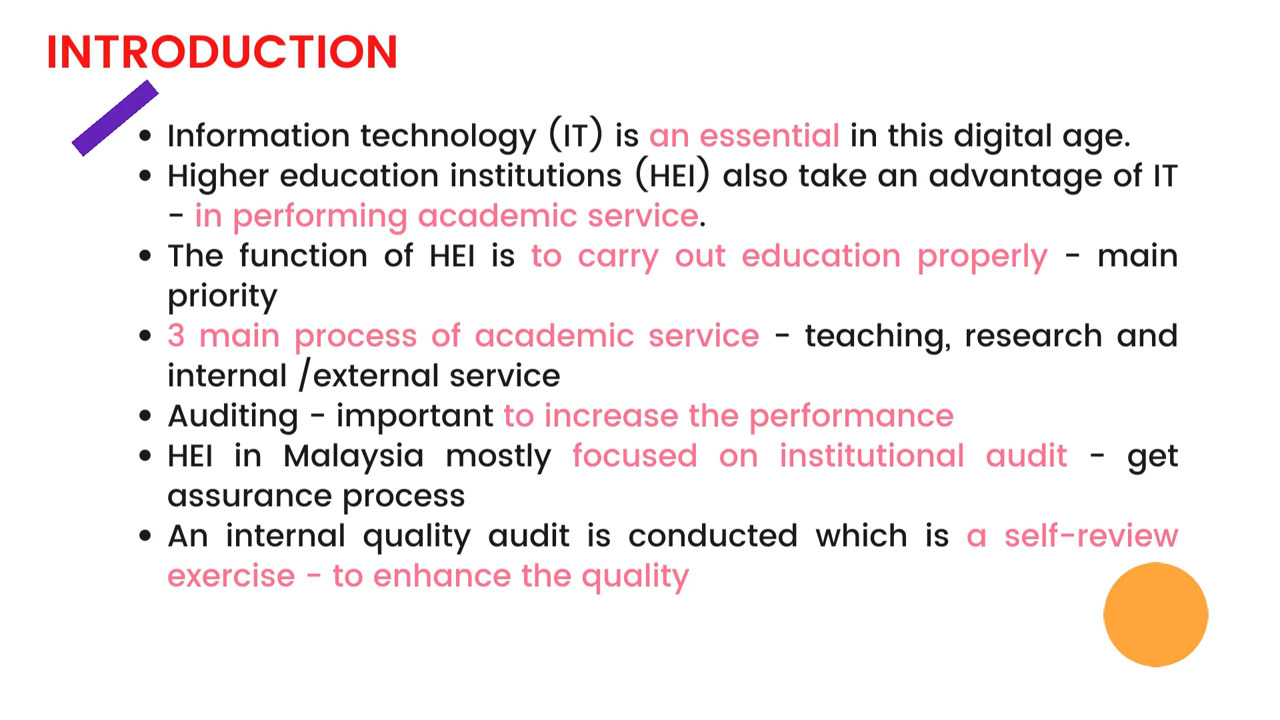 INTRODUCTION
• Information technology (IT) is an essential in this digital age.
• Higher education institutions (HEI) also take an advantage of IT
- in performing academic service.
• The function of HEI is to carry out education properly - main
priority
• 3 main process of academic service - teaching, research and
internal /external service
• Auditing - important to increase the performance
• HEI in Malaysia mostly focused on institutional audit - get
assurance process
• An internal quality audit is conducted which is a self-review
exercise - to enhance the quality